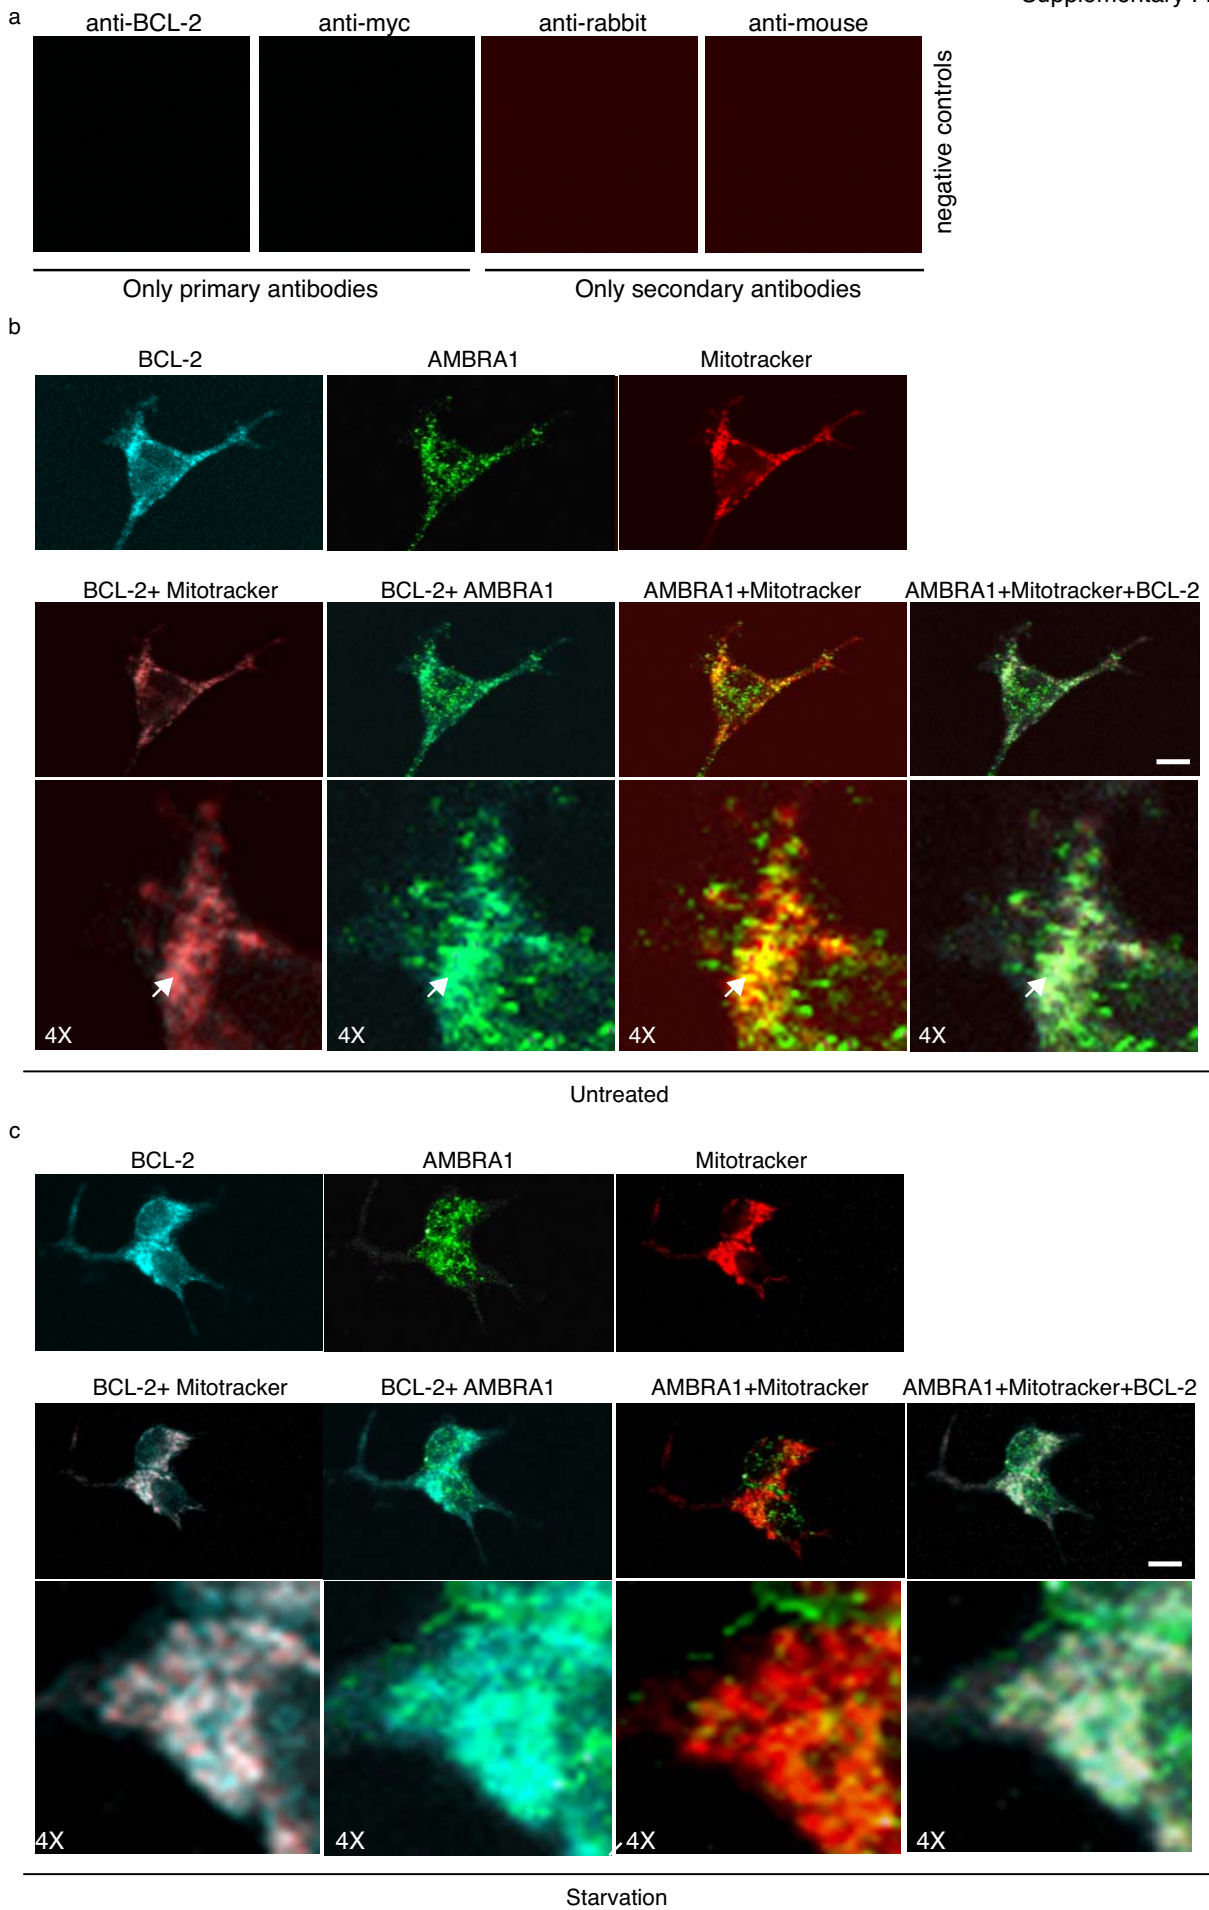 a
anti-BCL-2 anti-myc anti-rabbit anti-mouse
negative controls
Only primary antibodies Only secondary antibodies
b
BCL-2 AMBRA1 Mitotracker
BCL-2+ Mitotracker BCL-2+ AMBRA1 AMBRA1+Mitotracker AMBRA1+Mitotracker+BCL-2
4X 4X 4X 4X
Untreated
c
BCL-2 AMBRA1 Mitotracker
BCL-2+ Mitotracker BCL-2+ AMBRA1 AMBRA1+Mitotracker AMBRA1+Mitotracker+BCL-2
4X 4X 4X 4X
Starvation